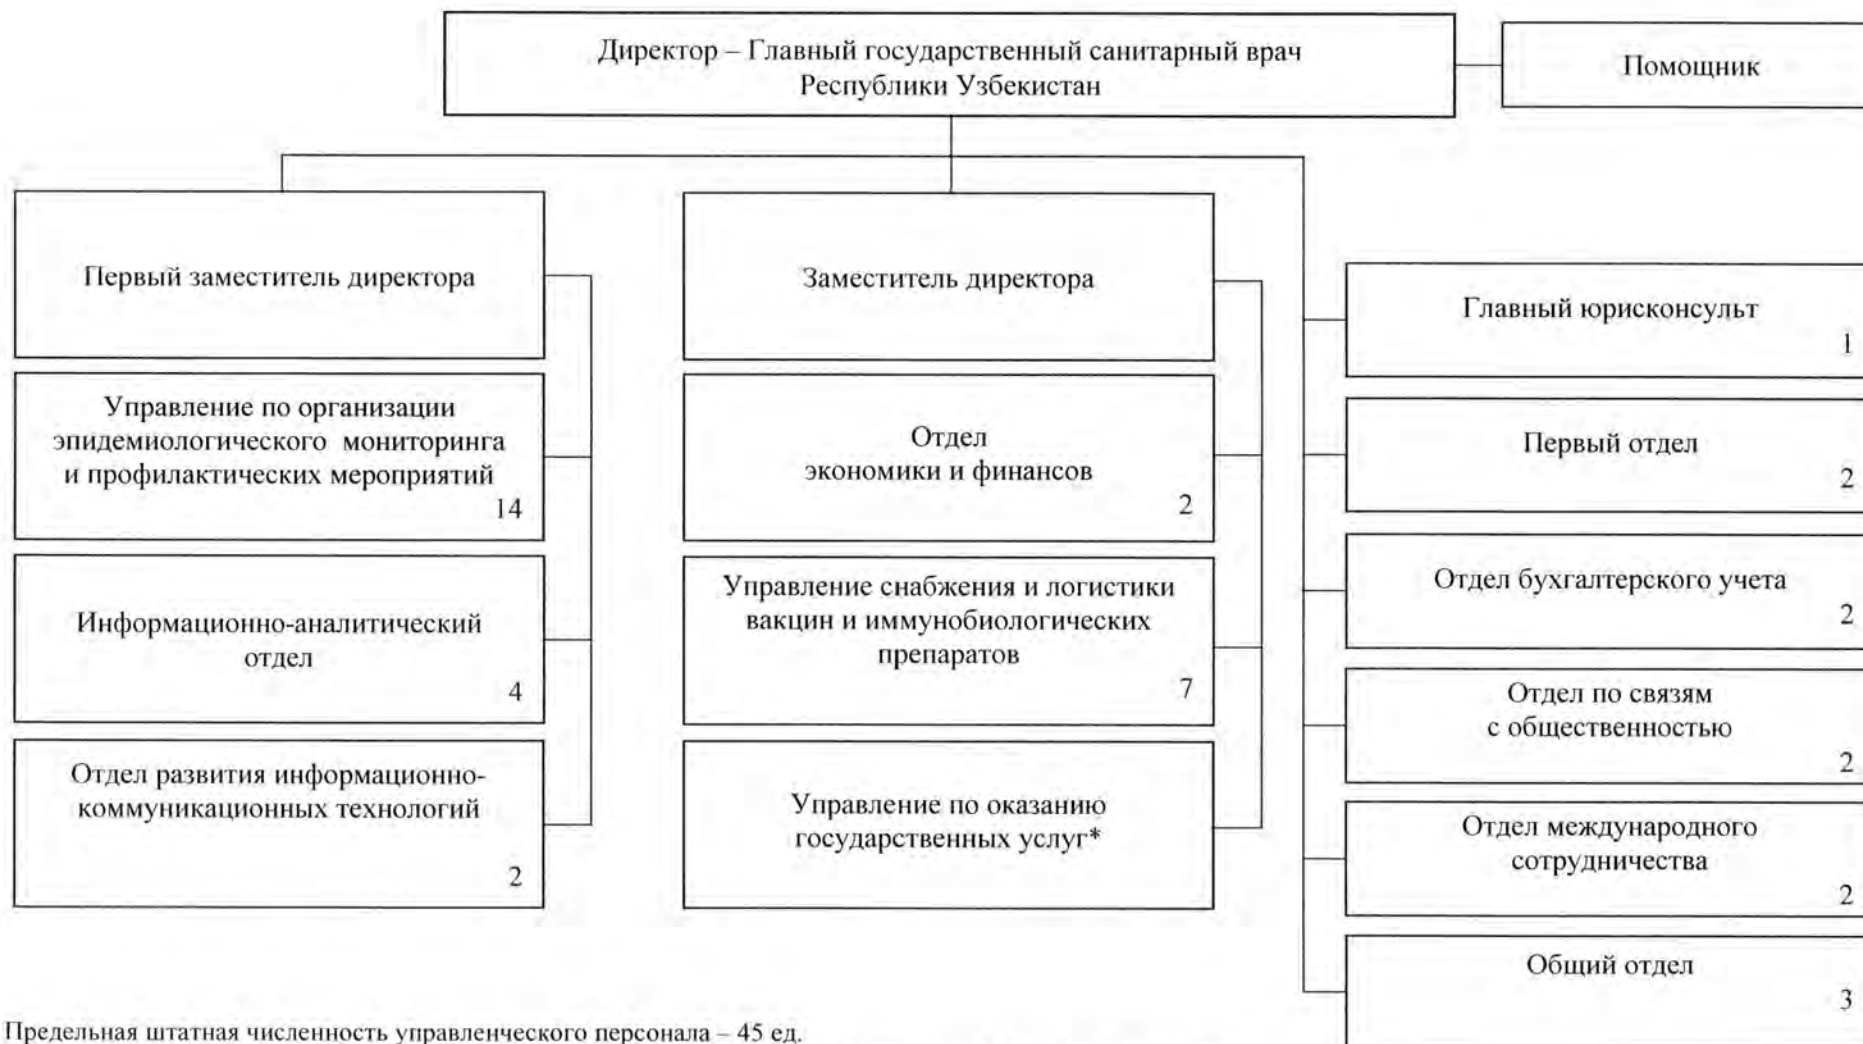 Директор – Главный государственный санитарный врач
Республики Узбекистан
Помощник
Первый заместитель директора
Управление по организации
эпидемиологического мониторинга
и профилактических мероприятий
14
Информационно-аналитический
отдел
4
Отдел развития информационно-
коммуникационных технологий
2
Заместитель директора
Отдел
экономики и финансов
2
Управление снабжения и логистики
вакцин и иммунобиологических
препаратов
7
Управление по оказанию
государственных услуг*
Главный юрисконсульт
1
Первый отдел
2
Отдел бухгалтерского учета
2
Отдел по связям
с общественностью
2
Отдел международного
сотрудничества
2
Общий отдел
3
Предельная штатная численность управленческого персонала – 45 ед.